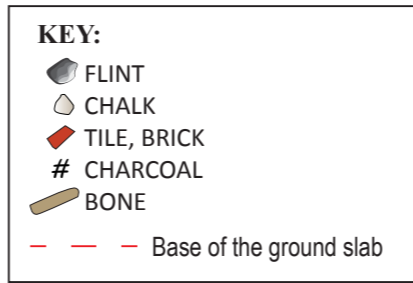 KEY:
FLINT
CHALK
TILE, BRICK
# CHARCOAL
BONE
Base of the ground slab